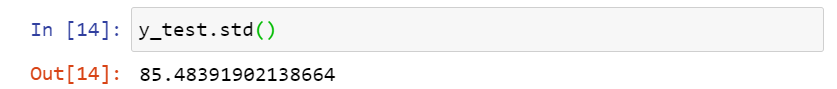 In [14]: y_test.std()
Out[14]: 85.48391902138664